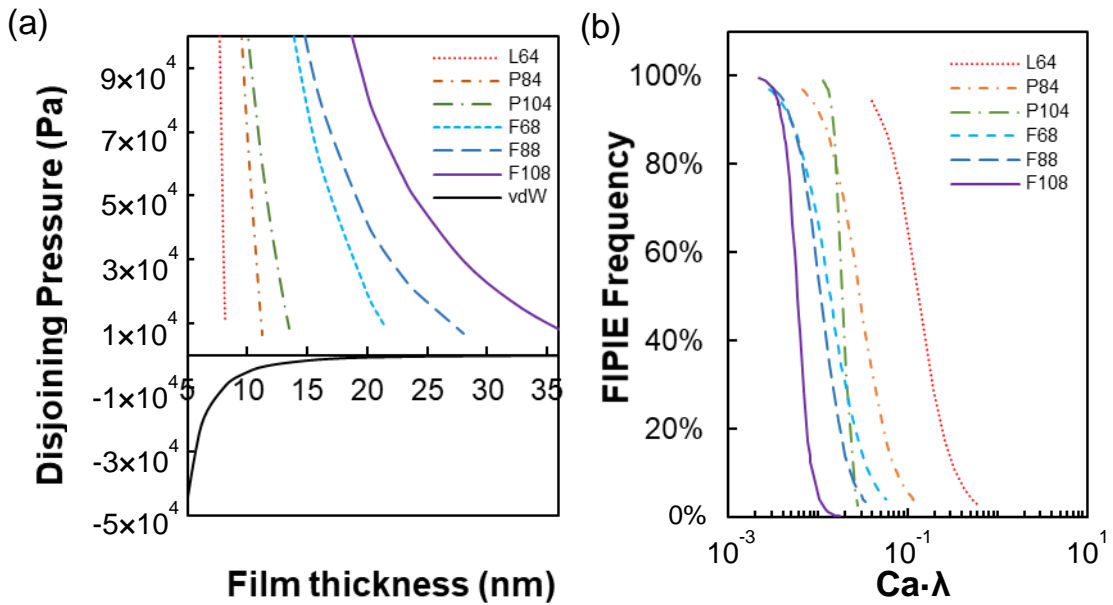 (a)
Disjoining Pressure (Pa)
9×10⁴
7×10⁴
5×10⁴
3×10⁴
1×10⁴
-1×10⁴
-3×10⁴
-5×10⁴
L64
P84
P104
F68
F88
F108
vdW
5 10 15 20 25 30 35
Film thickness (nm)
(b)
FIPIE Frequency
100%
80%
60%
40%
20%
0%
L64
P84
P104
F68
F88
F108
10⁻³ 10⁻¹ 10¹
Ca·λ